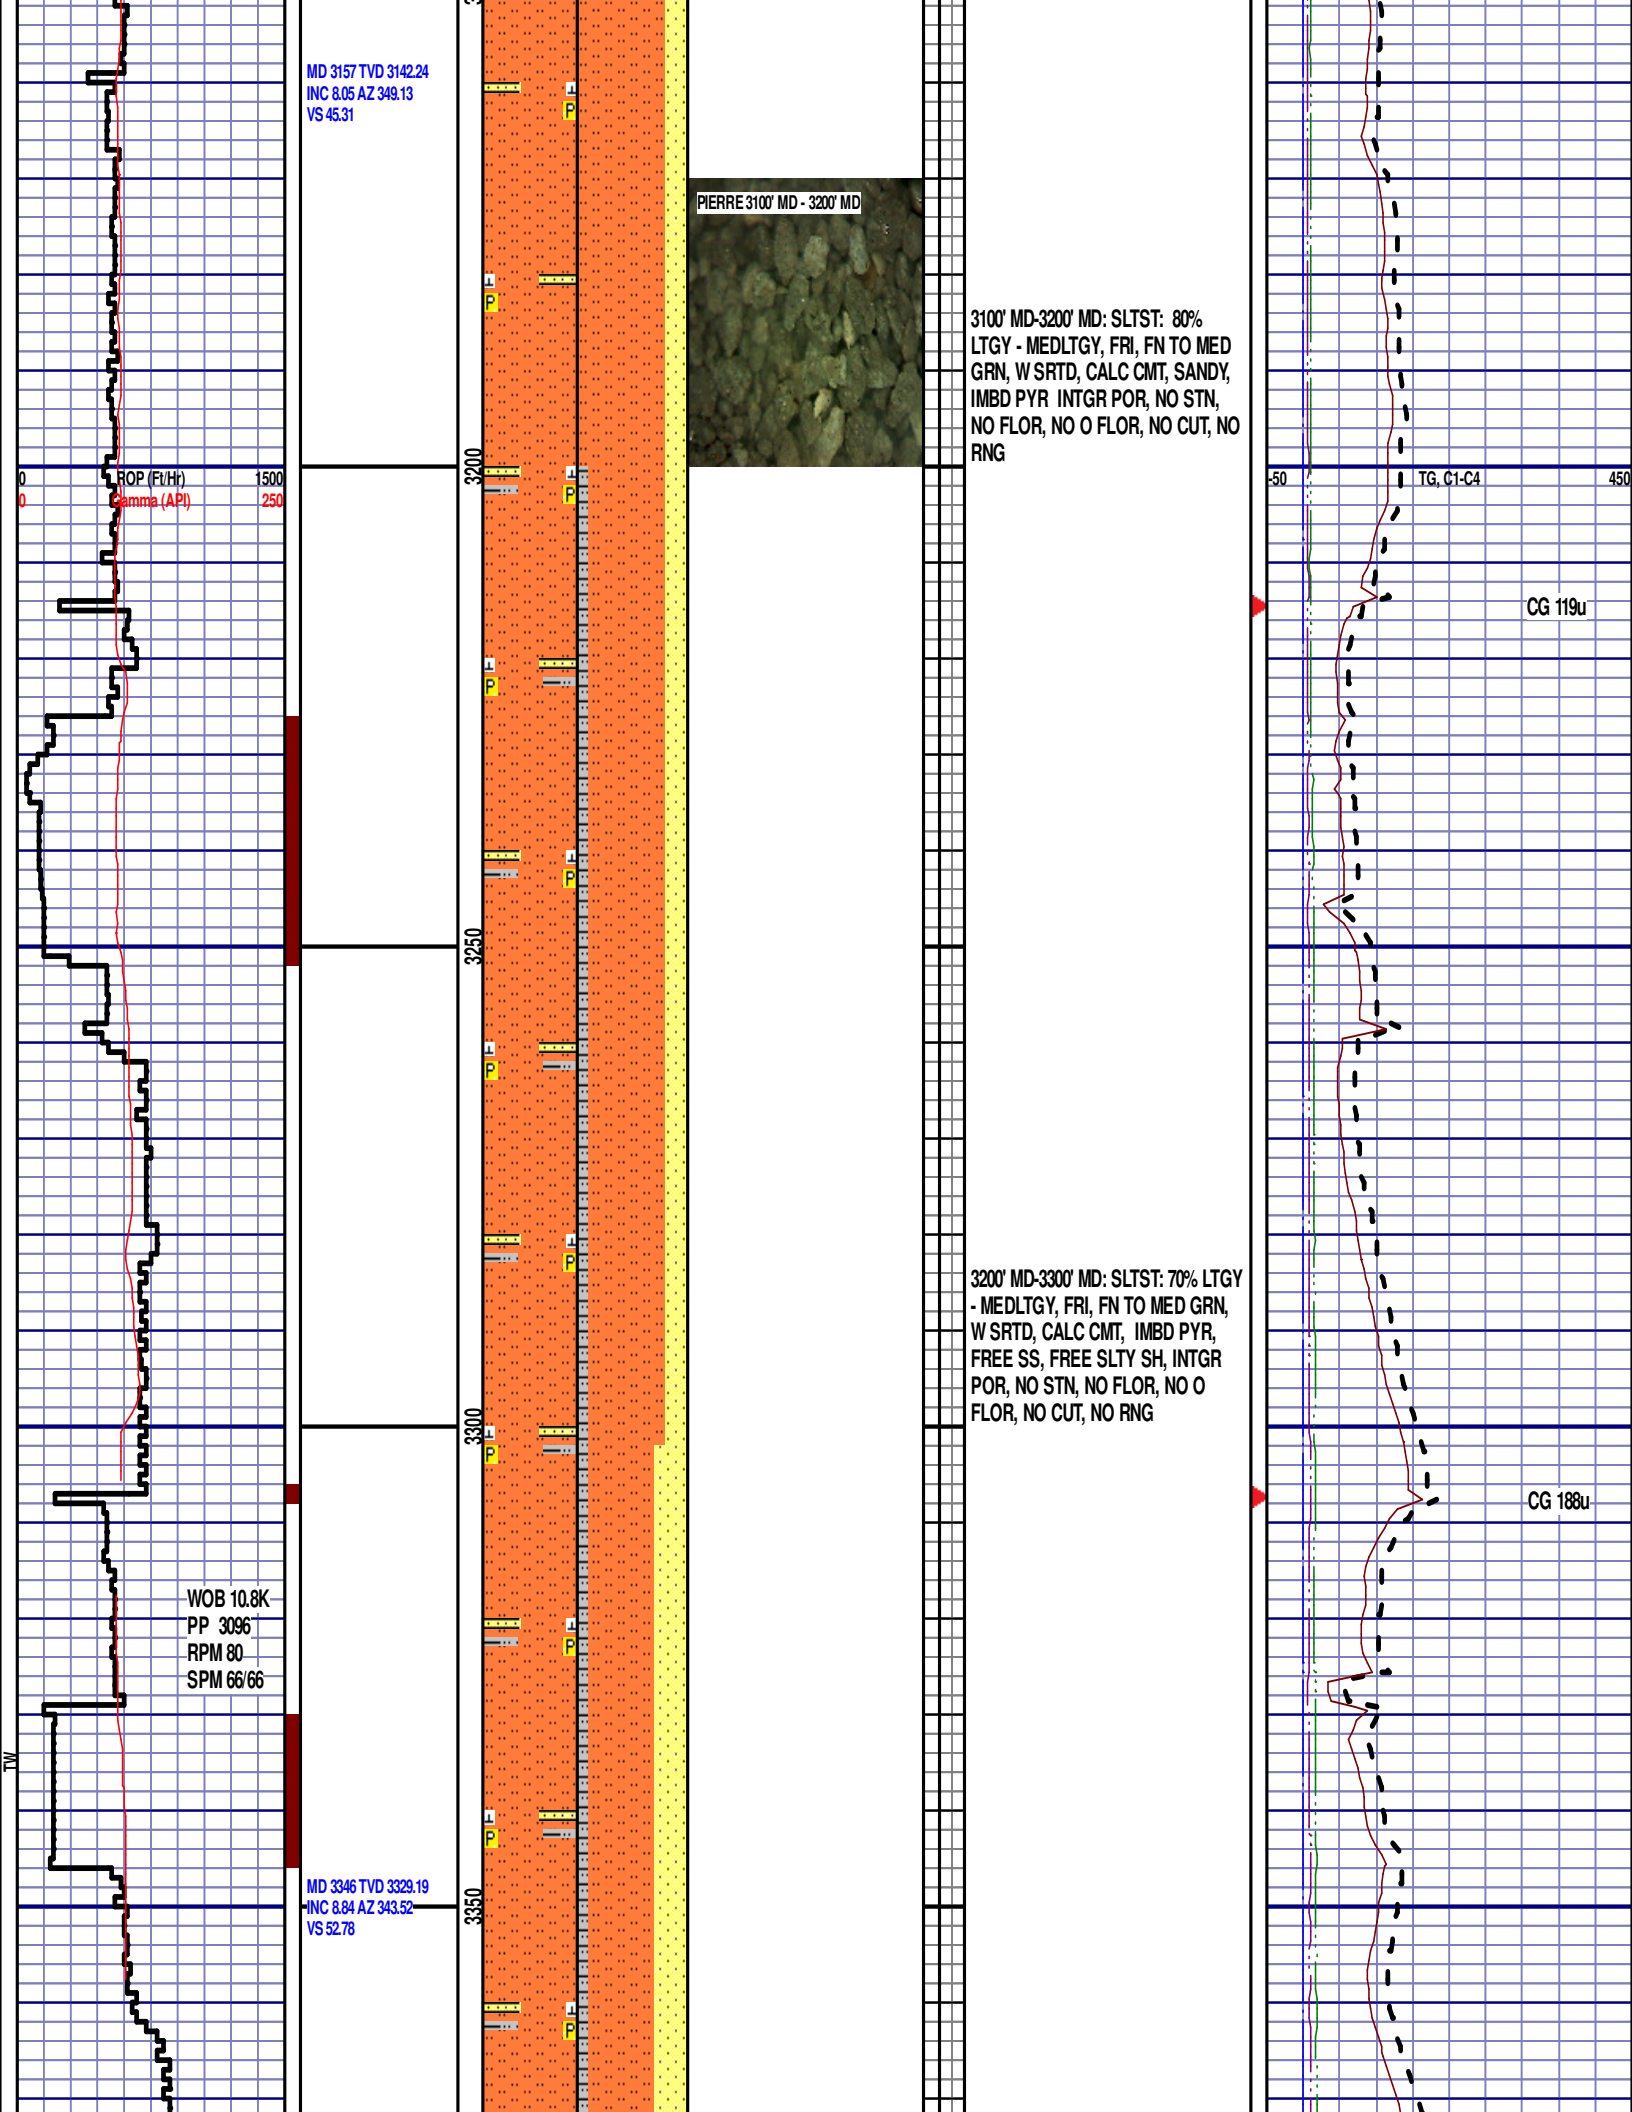 MD 3157 TVD 3142.24
INC 8.05 AZ 349.13
VS 45.31
PIERRE 3100' MD - 3200' MD
3100' MD-3200' MD: SLTST: 80%
LTGY - MEDLTGY, FRI, FN TO MED
GRN, W SRTD, CALC CMT, SANDY,
IMBD PYR INTGR POR, NO STN,
NO FLOR, NO O FLOR, NO CUT, NO
RNG
3200
0 ROP (Ft/Hr) 1500
0 Gamma (API) 250
-50 TG, C1-C4 450
CG 119u
3250
3200' MD-3300' MD: SLTST: 70% LTGY
- MEDLTGY, FRI, FN TO MED GRN,
W SRTD, CALC CMT, IMBD PYR,
FREE SS, FREE SLTY SH, INTGR
POR, NO STN, NO FLOR, NO O
FLOR, NO CUT, NO RNG
3300
CG 188u
WOB 10.8K
PP 3096
RPM 80
SPM 66/66
TW
MD 3346 TVD 3329.19
INC 8.84 AZ 343.52
VS 52.78
3350
P
P
P
P
P
P
P
P
P
P
P